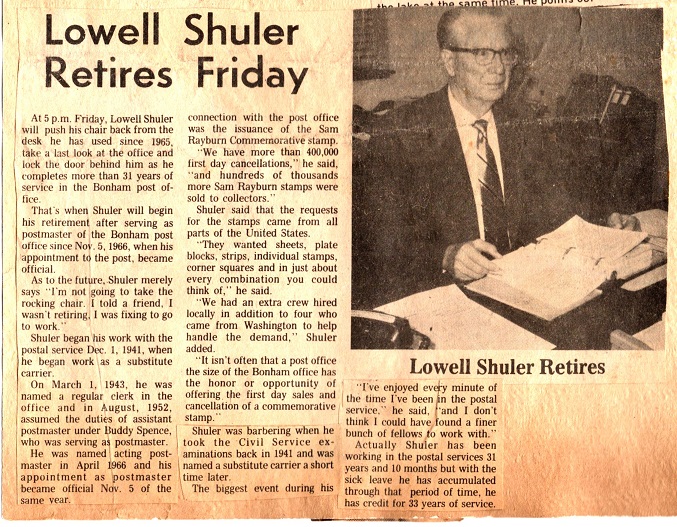 the lake at the same time. He points
Lowell Shuler
Retires Friday
At 5 p.m. Friday, Lowell Shuler
will push his chair back from the
desk he has used since 1965,
take a last look at the office and
lock the door behind him as he
completes more than 31 years of
service in the Bonham post of-
fice.
That's when Shuler will begin
his retirement after serving as
postmaster of the Bonham post
office since Nov. 5, 1966, when his
appointment to the post, became
official.
As to the future, Shuler merely
says "I'm not going to take the
rocking chair. I told a friend, I
wasn't retiring, I was fixing to go
to work."
Shuler began his work with the
postal service Dec. 1, 1941, when
he began work as a substitute
carrier.
On March 1, 1943, he was
named a regular clerk in the
office and in August, 1952,
assumed the duties of assistant
postmaster under Buddy Spence,
who was serving as postmaster.
He was named acting post-
master in April 1966 and his
appointment as postmaster
became official Nov. 5 of the
same year.
connection with the post office
was the issuance of the Sam
Rayburn Commemorative stamp.
"We have more than 400,000
first day cancellations," he said,
"and hundreds of thousands
more Sam Rayburn stamps were
sold to collectors."
Shuler said that the requests
for the stamps came from all
parts of the United States.
"They wanted sheets, plate
blocks, strips, individual stamps,
corner squares and in just about
every combination you could
think of," he said.
"We had an extra crew hired
locally in addition to four who
came from Washington to help
handle the demand," Shuler
added.
"It isn't often that a post office
the size of the Bonham office has
the honor or opportunity of
offering the first day sales and
cancellation of a commemorative
stamp."
Shuler was barbering when he
took the Civil Service ex-
aminations back in 1941 and was
named a substitute carrier a short
time later.
The biggest event during his
Lowell Shuler Retires
"I've enjoyed every minute of
the time I've been in the postal
service," he said, "and I don't
think I could have found a finer
bunch of fellows to work with."
Actually Shuler has been
working in the postal services 31
years and 10 months but with the
sick leave he has accumulated
through that period of time, he
has credit for 33 years of service.